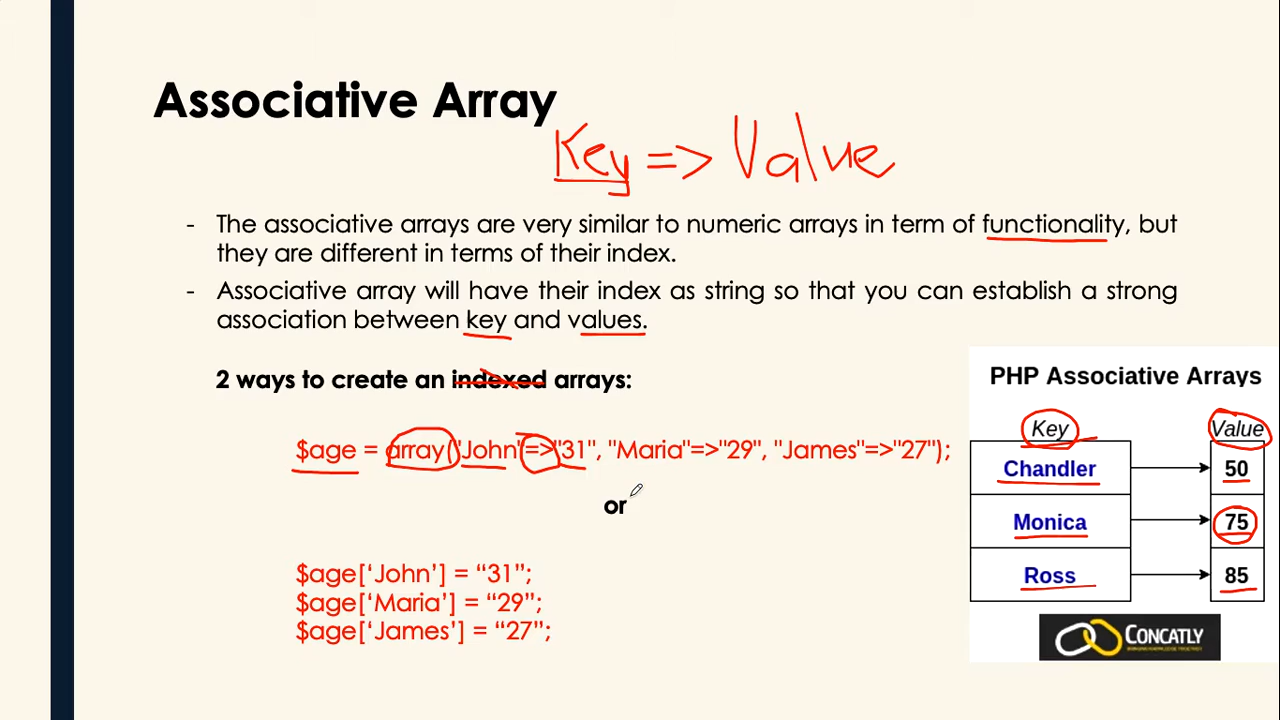 Associative Array
Key => Value
- The associative arrays are very similar to numeric arrays in term of functionality, but
they are different in terms of their index.
- Associative array will have their index as string so that you can establish a strong
association between key and values.
2 ways to create an indexed arrays:
$age = array("John"=>"31", "Maria"=>"29", "James"=>"27");
or
$age[‘John’] = “31”;
$age[‘Maria’] = “29”;
$age[‘James’] = “27”;
PHP Associative Arrays
Key Value
Chandler 50
Monica 75
Ross 85
CONCATLY